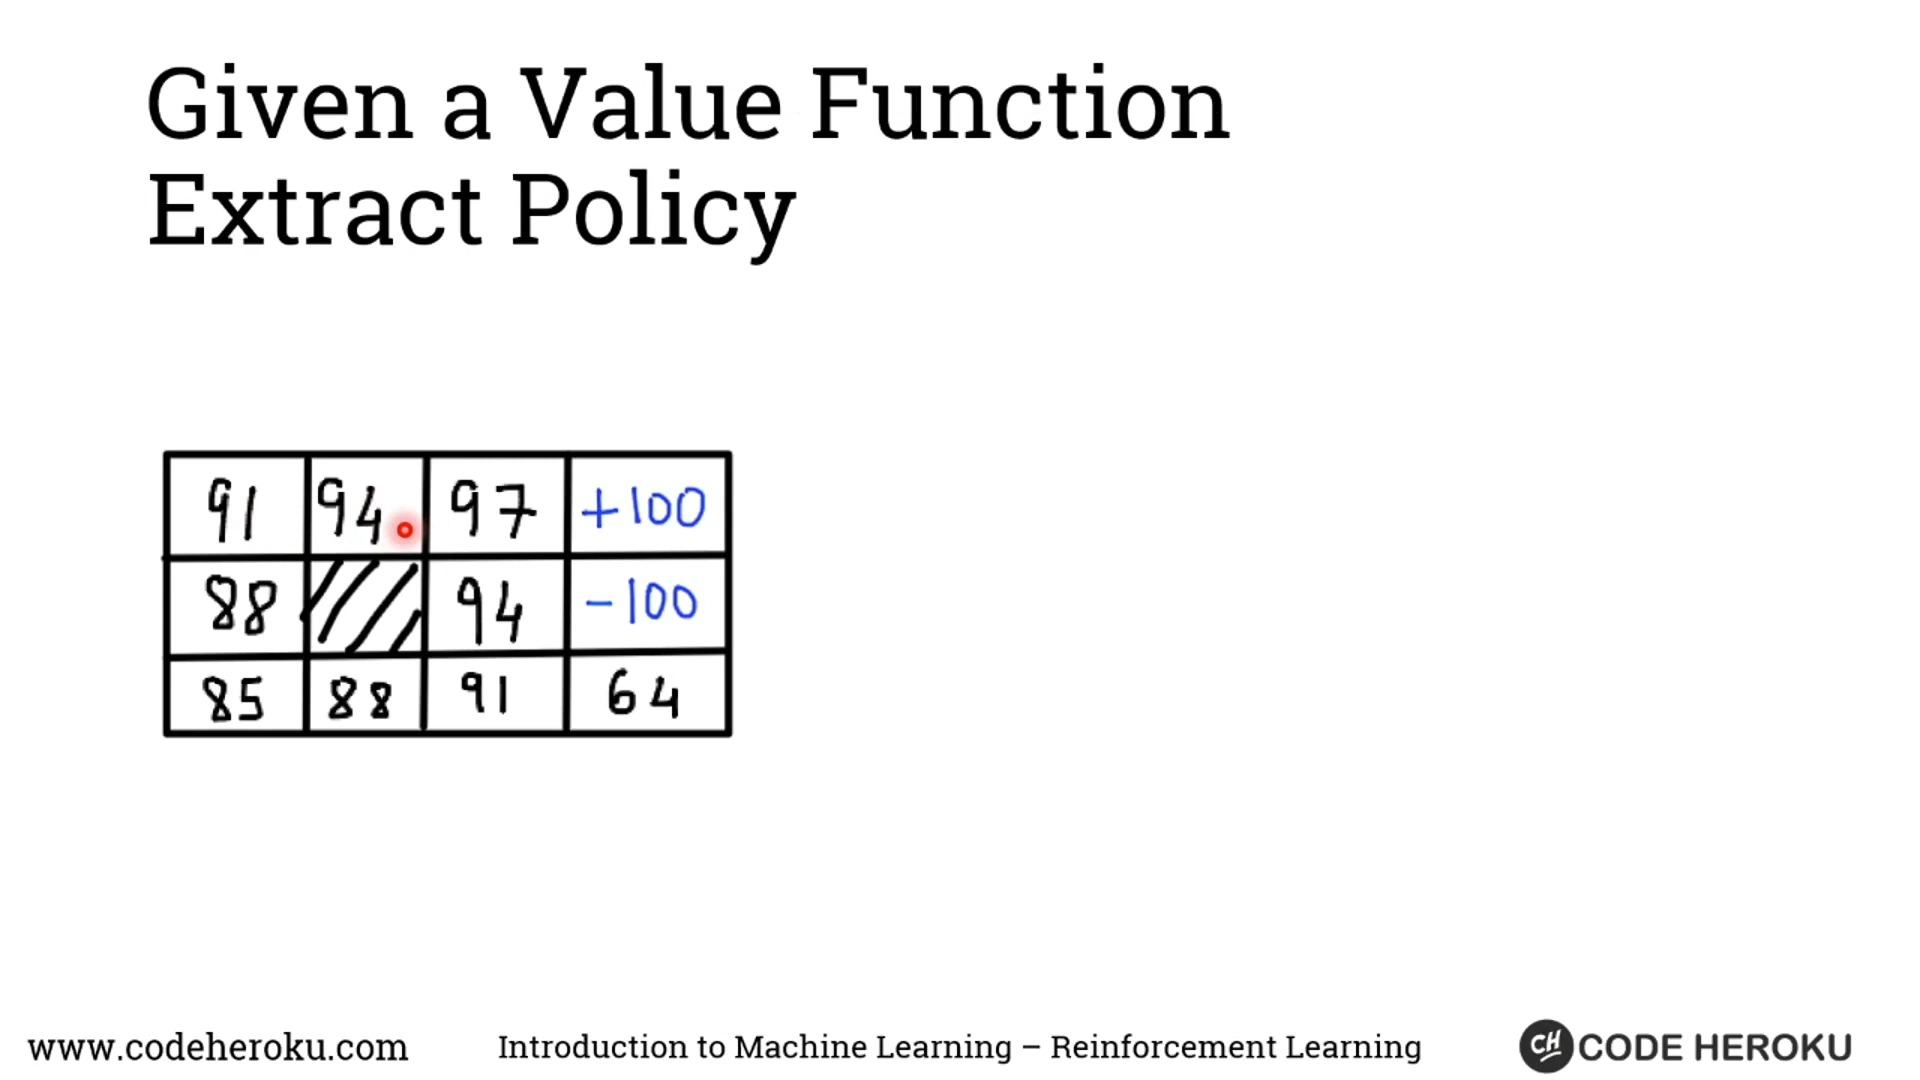 Given a Value Function
Extract Policy
91 94 97 +100
88 94 -100
85 88 91 64
www.codeheroku.com Introduction to Machine Learning – Reinforcement Learning CH CODE HEROKU